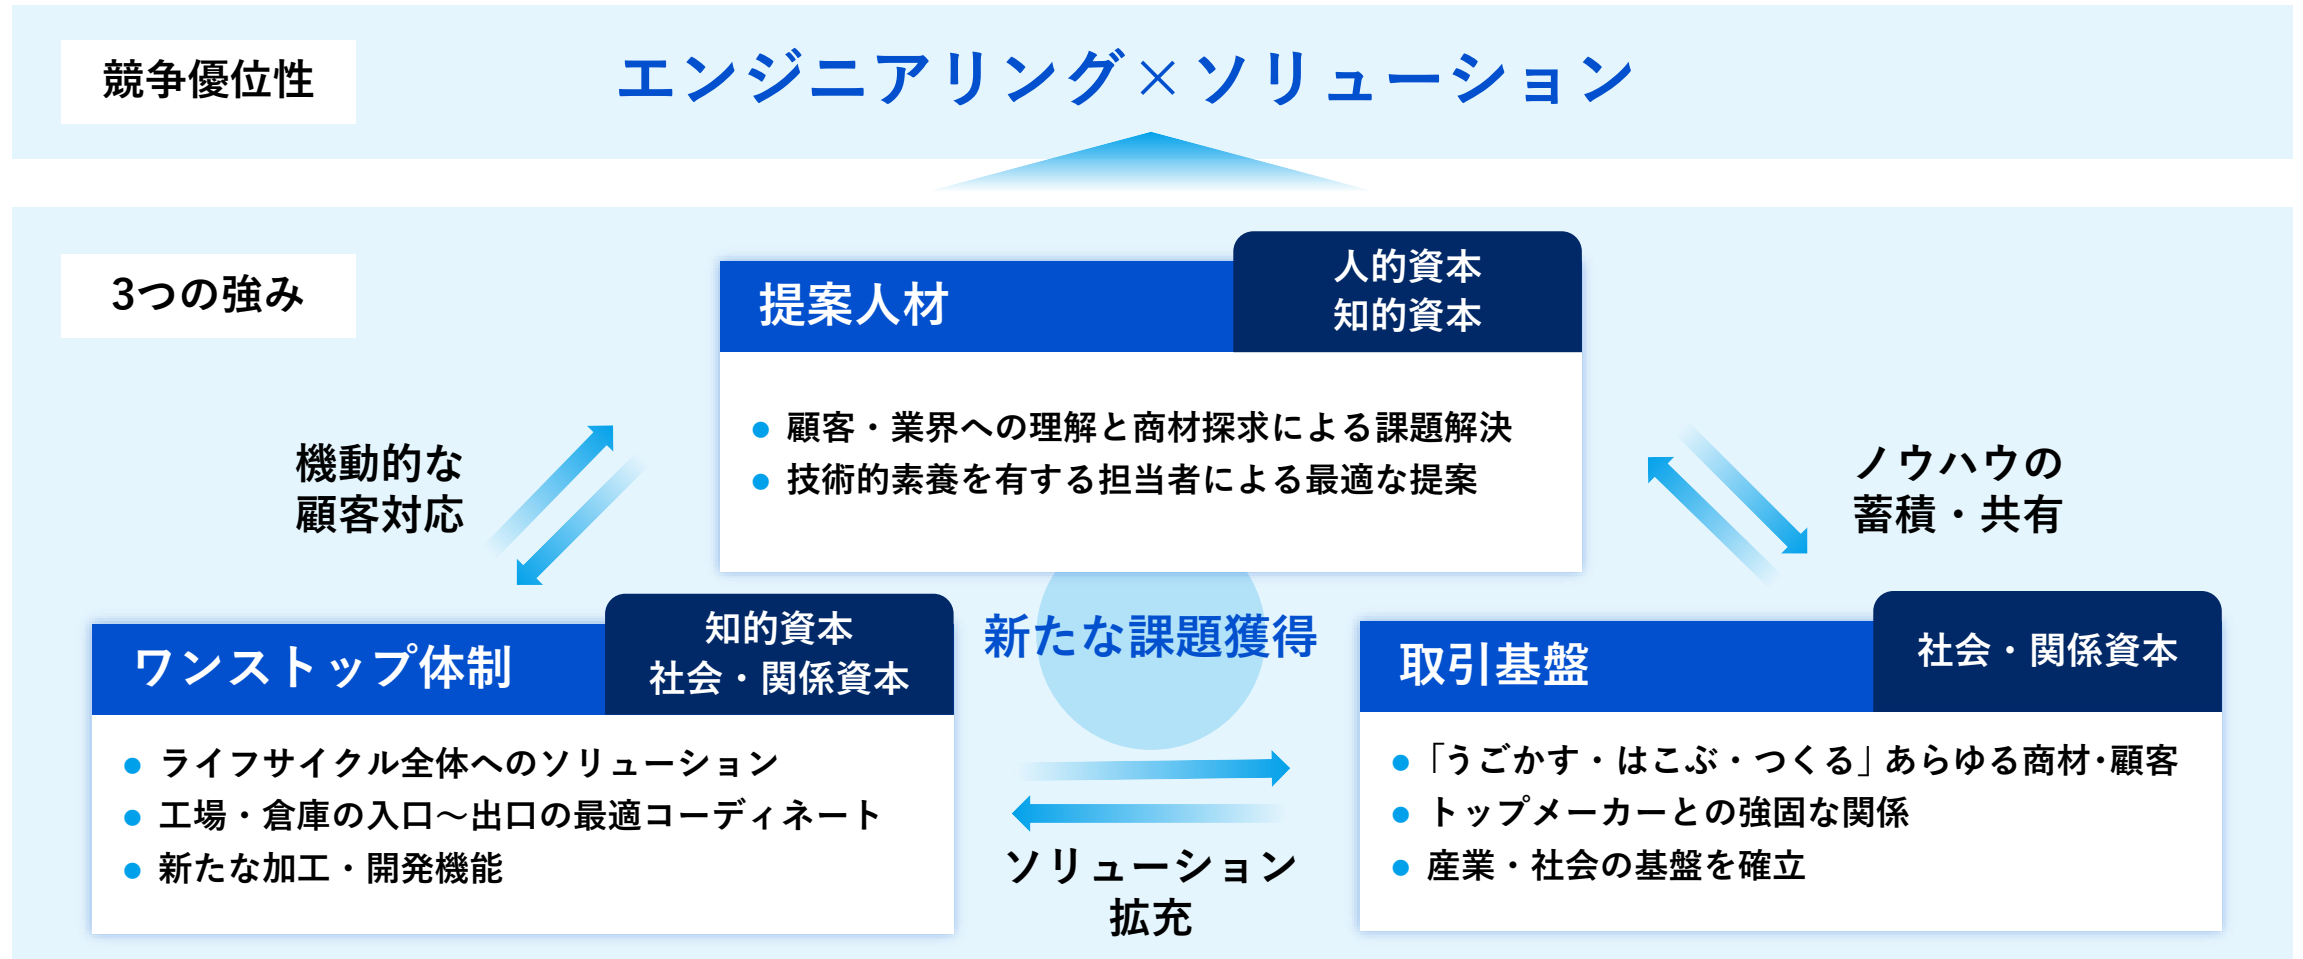 競争優位性
エンジニアリング×ソリューション
3つの強み
提案人材
人的資本
知的資本
顧客・業界への理解と商材探求による課題解決
技術的素養を有する担当者による最適な提案
機動的な
顧客対応
ノウハウの
蓄積・共有
新たな課題獲得
ワンストップ体制
知的資本
社会・関係資本
ライフサイクル全体へのソリューション
工場・倉庫の入口～出口の最適コーディネート
新たな加工・開発機能
ソリューション
拡充
取引基盤
社会・関係資本
「うごかす・はこぶ・つくる」あらゆる商材・顧客
トップメーカーとの強固な関係
産業・社会の基盤を確立